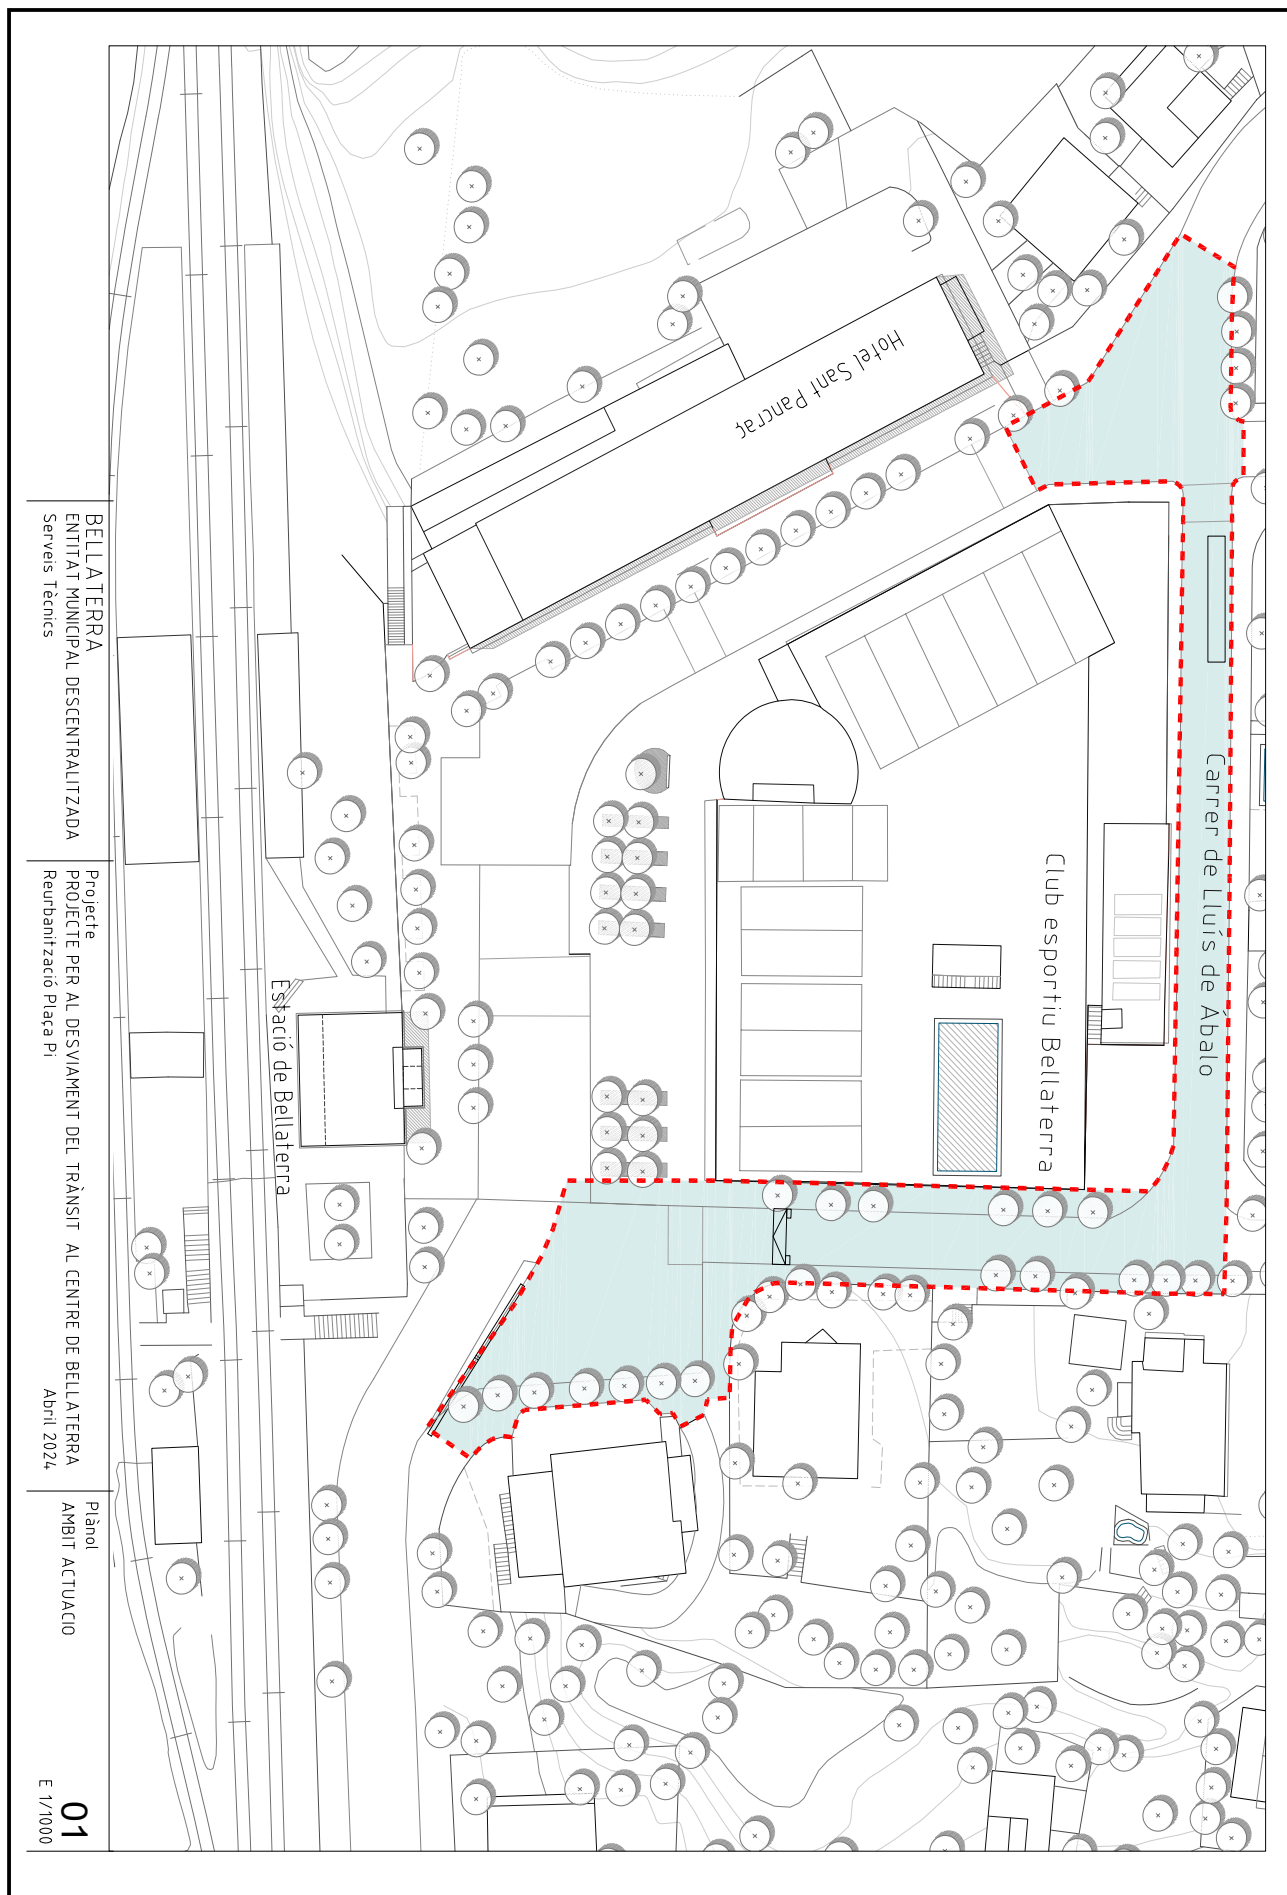 Hotel Sant Pancraç
Carrer de Lluís de Ábalo
Club esportiu Bellaterra
Estació de Bellaterra
BELLATERRA
ENTITAT MUNICIPAL DESCENTRALITZADA
Serveis Tècnics
Projecte
PROJECTE PER AL DESVIAMENT DEL TRÀNSIT AL CENTRE DE BELLATERRA
Reurbanització Plaça Pi
Abril 2024
Plànol
AMBIT ACTUACIO
01
E 1/1000